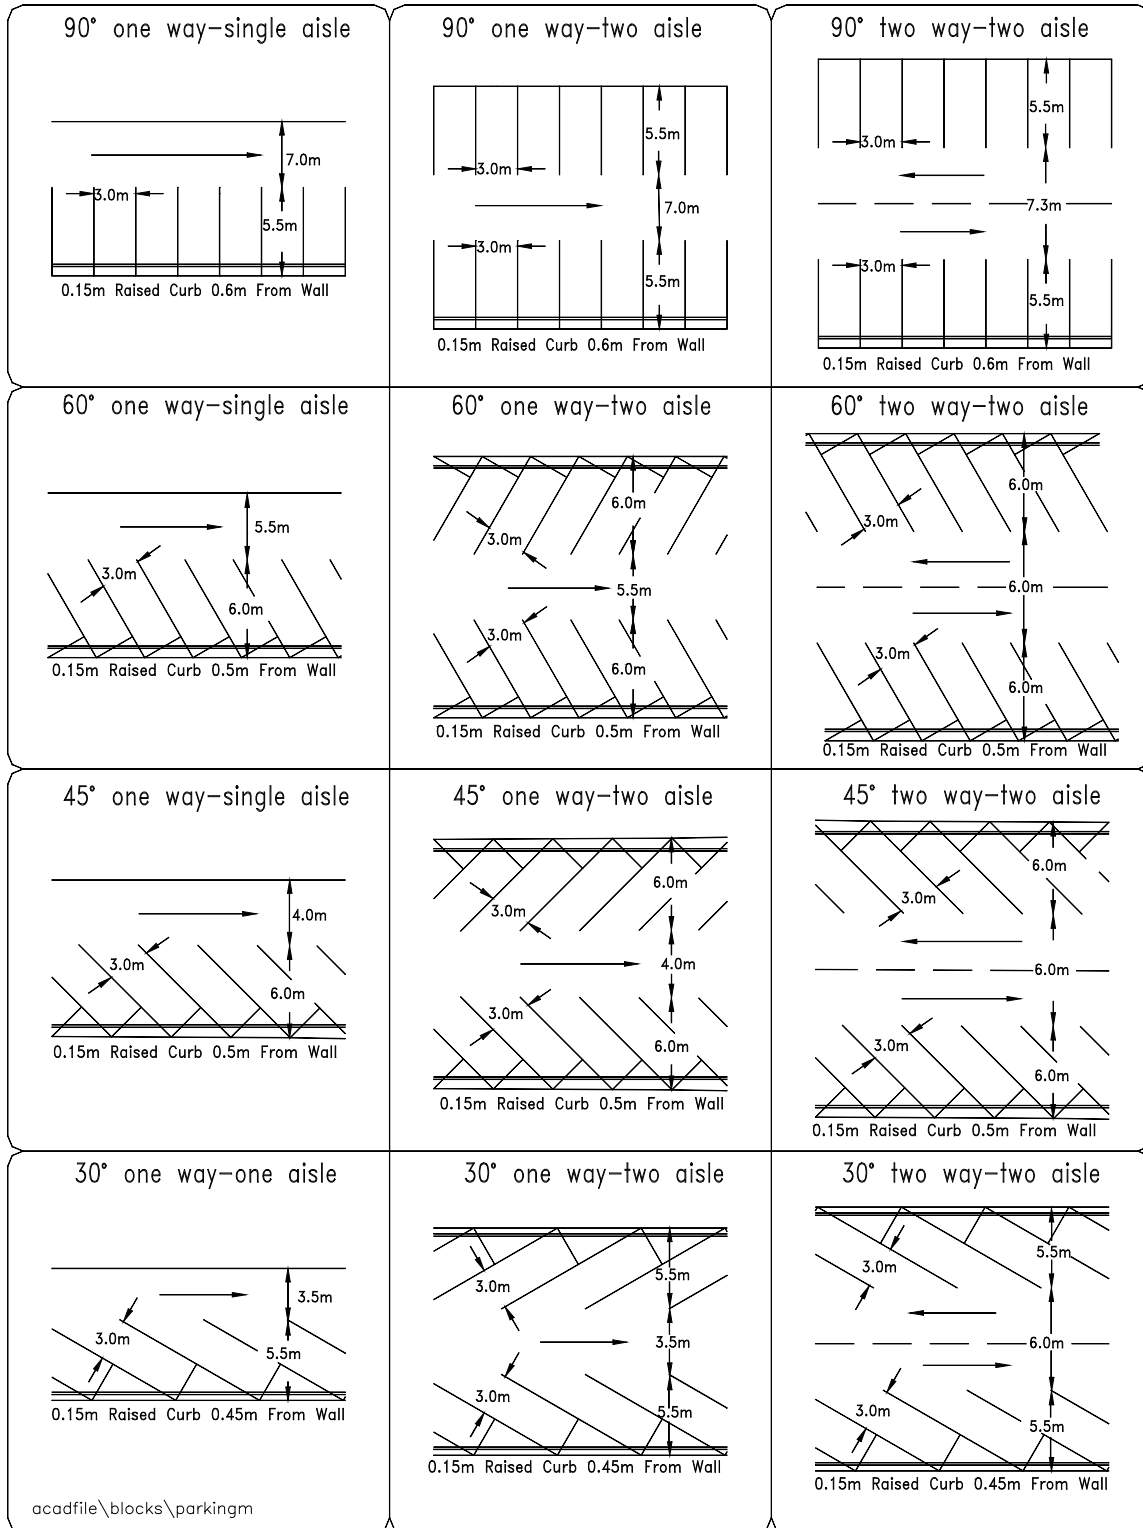 90° one way-single aisle
7.0m
3.0m
5.5m
0.15m Raised Curb 0.6m From Wall
90° one way-two aisle
5.5m
3.0m
7.0m
3.0m
5.5m
0.15m Raised Curb 0.6m From Wall
90° two way-two aisle
5.5m
3.0m
7.3m
3.0m
5.5m
0.15m Raised Curb 0.6m From Wall
60° one way-single aisle
5.5m
3.0m
6.0m
0.15m Raised Curb 0.5m From Wall
60° one way-two aisle
6.0m
3.0m
5.5m
3.0m
6.0m
0.15m Raised Curb 0.5m From Wall
60° two way-two aisle
6.0m
3.0m
6.0m
3.0m
6.0m
0.15m Raised Curb 0.5m From Wall
45° one way-single aisle
4.0m
3.0m
6.0m
0.15m Raised Curb 0.5m From Wall
45° one way-two aisle
6.0m
3.0m
4.0m
3.0m
6.0m
0.15m Raised Curb 0.5m From Wall
45° two way-two aisle
6.0m
3.0m
6.0m
3.0m
6.0m
0.15m Raised Curb 0.5m From Wall
30° one way-one aisle
3.5m
3.0m
5.5m
0.15m Raised Curb 0.45m From Wall
acadfile\blocks\parkingm
30° one way-two aisle
5.5m
3.0m
3.5m
3.0m
5.5m
0.15m Raised Curb 0.45m From Wall
30° two way-two aisle
5.5m
3.0m
6.0m
3.0m
5.5m
0.15m Raised Curb 0.45m From Wall